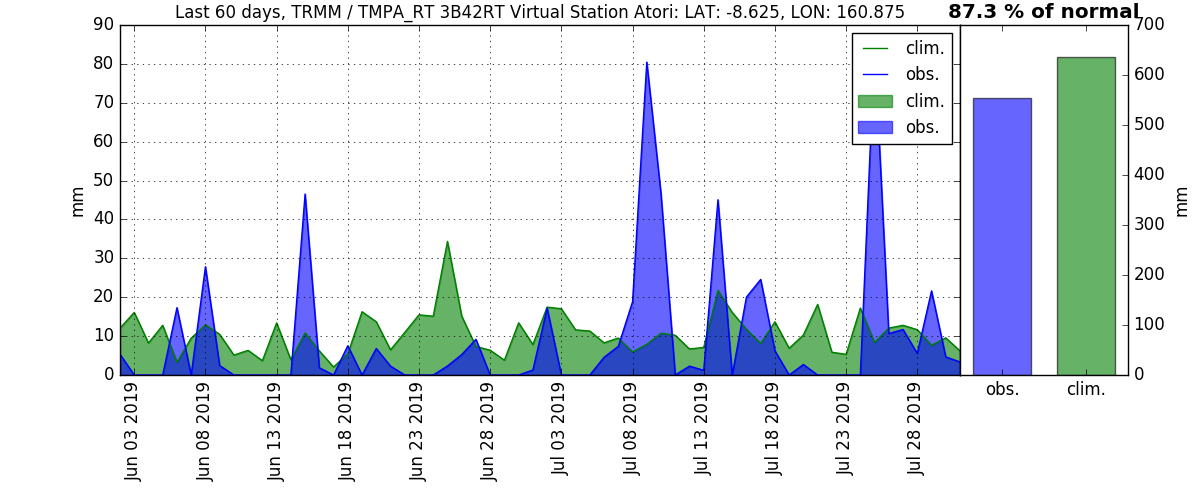 Last 60 days, TRMM / TMPA_RT 3B42RT Virtual Station Atori: LAT: -8.625, LON: 160.875
87.3 % of normal
90
80
70
60
50
40
30
20
10
0
mm
clim.
obs.
clim.
obs.
700
600
500
400
300
200
100
0
mm
Jun 03 2019
Jun 08 2019
Jun 13 2019
Jun 18 2019
Jun 23 2019
Jun 28 2019
Jul 03 2019
Jul 08 2019
Jul 13 2019
Jul 18 2019
Jul 23 2019
Jul 28 2019
obs.
clim.